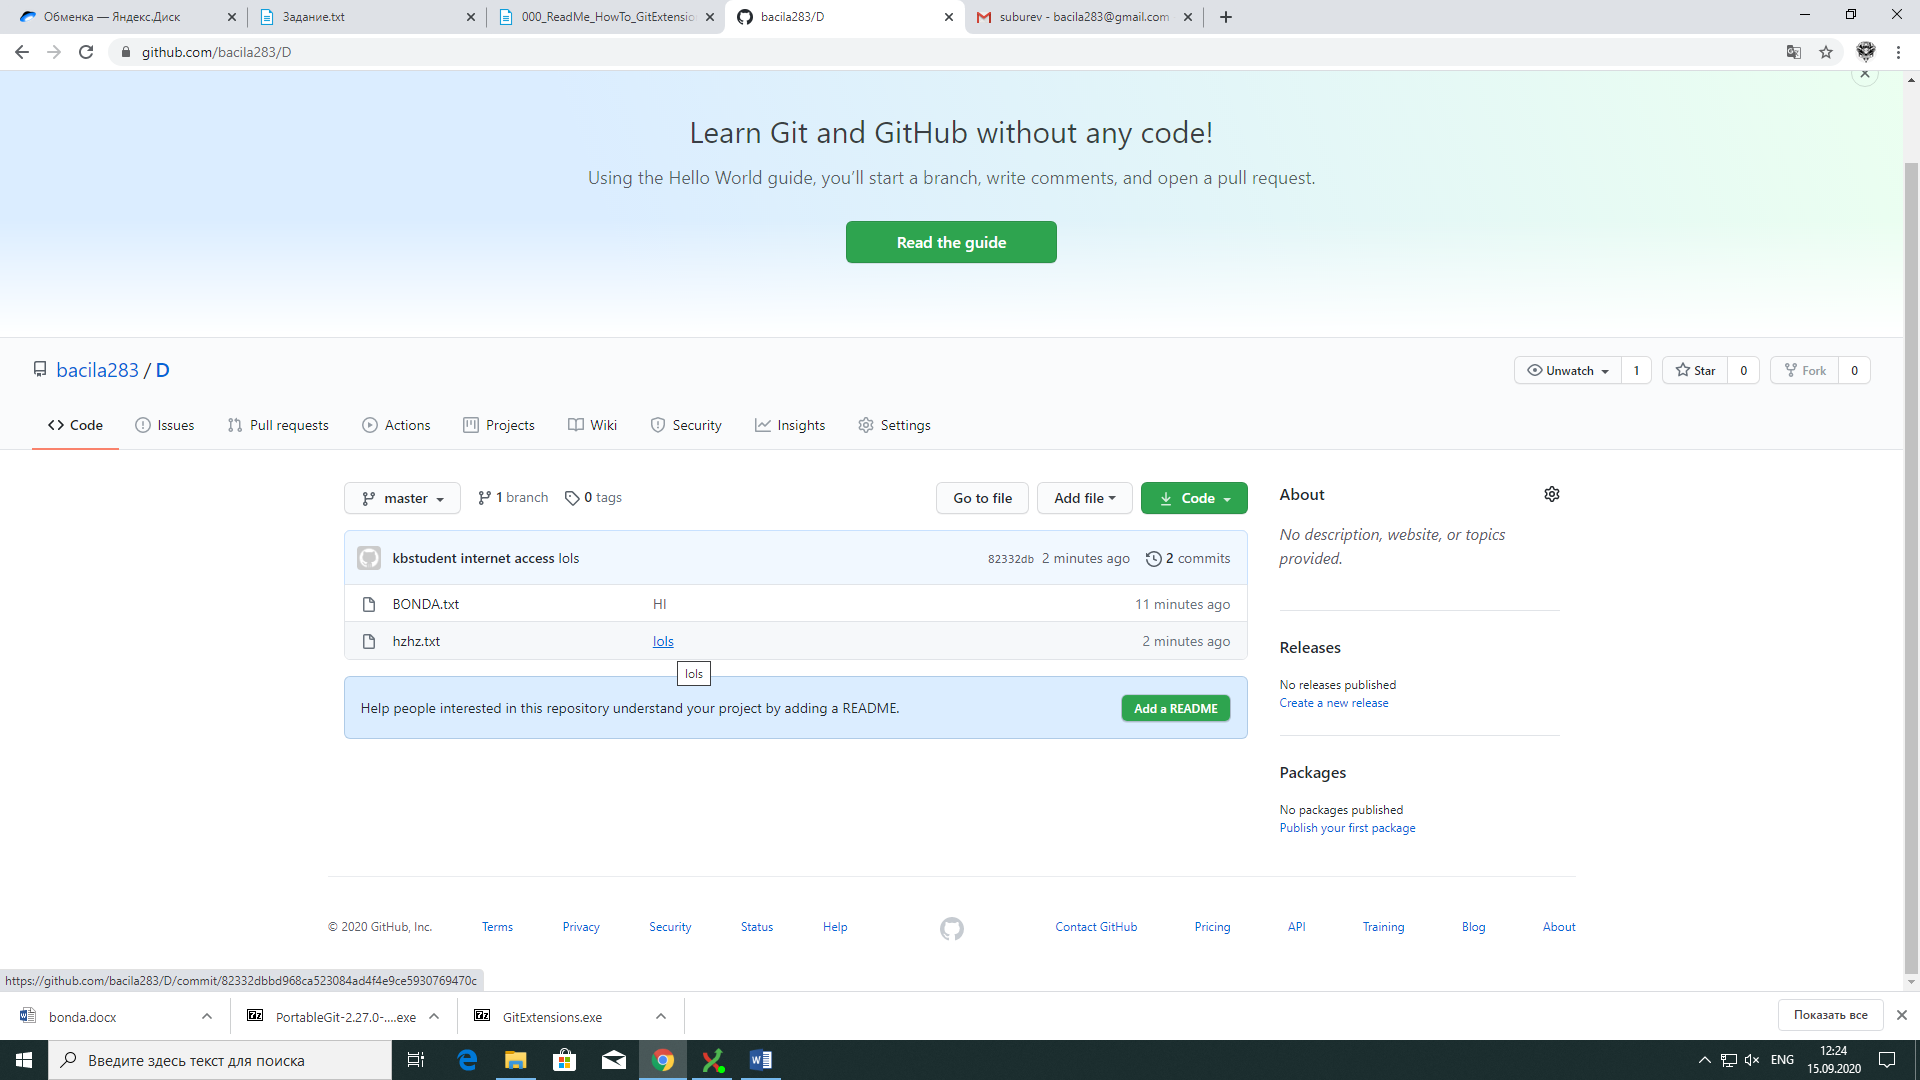 Обменка — Яндекс.Диск
Задание.txt
000_ReadMe_HowTo_GitExtensio
bacila283/D
suburev - bacila283@gmail.com
github.com/bacila283/D
Learn Git and GitHub without any code!
Using the Hello World guide, you’ll start a branch, write comments, and open a pull request.
Read the guide
bacila283 / D
Unwatch 1
Star 0
Fork 0
Code
Issues
Pull requests
Actions
Projects
Wiki
Security
Insights
Settings
master
1 branch
0 tags
Go to file
Add file
Code
kbstudent internet access lols
82332db 2 minutes ago
2 commits
BONDA.txt HI 11 minutes ago
hzhz.txt lols 2 minutes ago
lols
Help people interested in this repository understand your project by adding a README.
Add a README
About
No description, website, or topics
provided.
Releases
No releases published
Create a new release
Packages
No packages published
Publish your first package
© 2020 GitHub, Inc. Terms Privacy Security Status Help Contact GitHub Pricing API Training Blog About
https://github.com/bacila283/D/commit/82332dbbd968ca523084ad4f4e9ce5930769470c
bonda.docx
PortableGit-2.27.0-....exe
GitExtensions.exe
Показать все
Введите здесь текст для поиска
ENG
12:24
15.09.2020